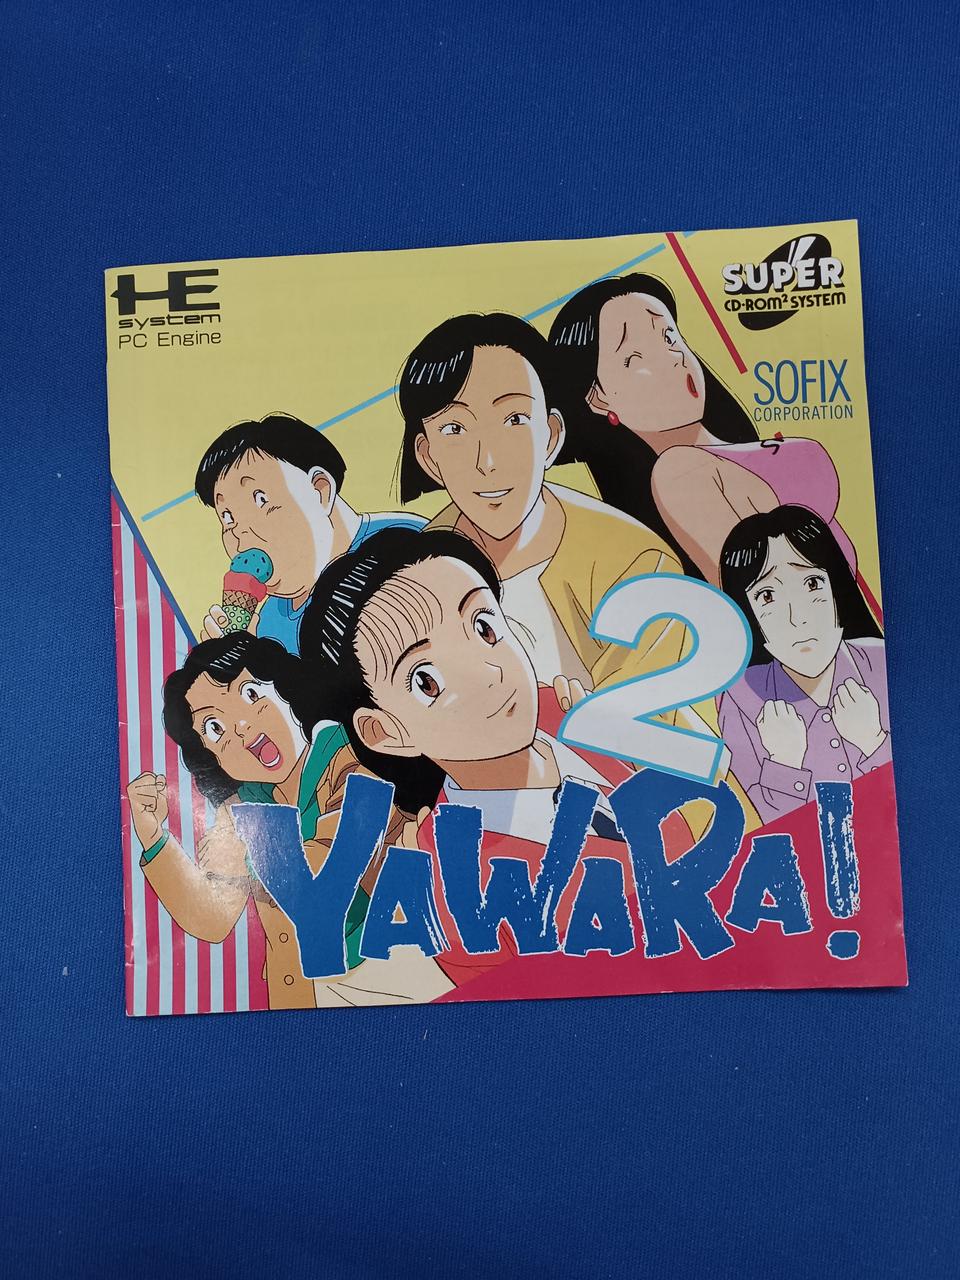 HE
system
PC Engine
SUPER
CD-ROM² SYSTEM
SOFIX
CORPORATION
2
YAWARA!